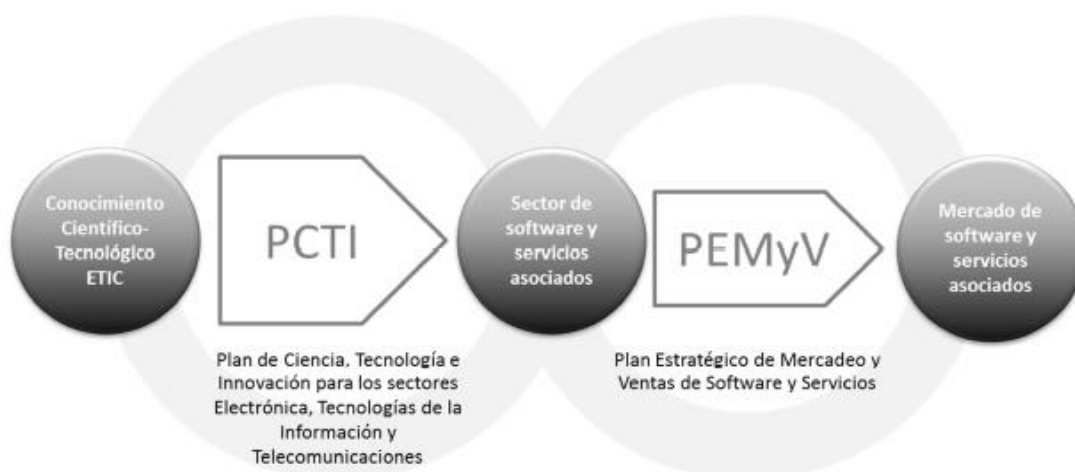 Conocimiento
Científico-
Tecnológico
ETIC
PCTI
Plan de Ciencia. Tecnología e
Innovación para los sectores
Electrónica, Tecnologías de la
Información y
Telecomunicaciones
Sector de
software y
servicios
asociados
PEMyV
Plan Estratégico de Mercadeo y
Ventas de Software y Servicios
Mercado de
software y
servicios
asociados